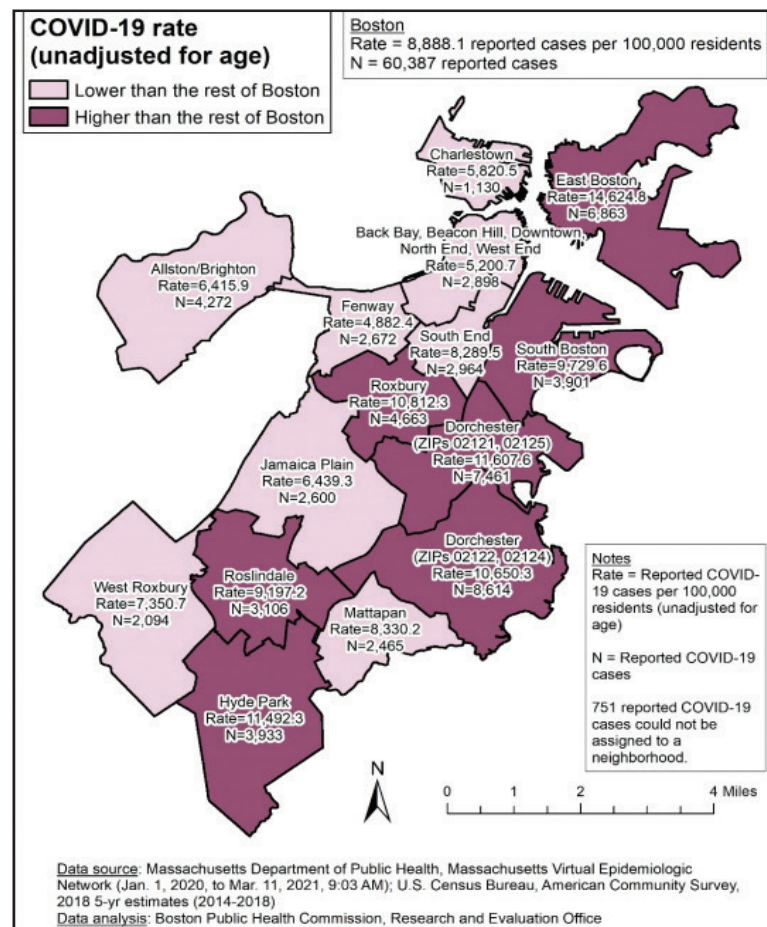 COVID-19 rate
(unadjusted for age)
Lower than the rest of Boston
Higher than the rest of Boston
Boston
Rate = 8,888.1 reported cases per 100,000 residents
N = 60,387 reported cases
Charlestown
Rate=5,820.5
N=1,130
East Boston
Rate=14,624.8
N=6,863
Back Bay, Beacon Hill, Downtown,
North End, West End
Rate=5,200.7
N=2,898
Allston/Brighton
Rate=6,415.9
N=4,272
Fenway
Rate=4,882.4
N=2,672
South End
Rate=8,289.5
N=2,964
South Boston
Rate=9,729.6
N=3,901
Roxbury
Rate=10,812.3
N=4,663
Dorchester
(ZIPs 02121, 02125)
Rate=11,607.6
N=7,461
Jamaica Plain
Rate=6,439.3
N=2,600
Dorchester
(ZIPs 02122, 02124)
Rate=10,650.3
N=8,614
West Roxbury
Rate=7,350.7
N=2,094
Roslindale
Rate=9,197.2
N=3,106
Mattapan
Rate=8,330.2
N=2,465
Hyde Park
Rate=11,492.3
N=3,933
Notes
Rate = Reported COVID-
19 cases per 100,000
residents (unadjusted for
age)
N = Reported COVID-19
cases
751 reported COVID-19
cases could not be
assigned to a
neighborhood.
N
0 1 2 4 Miles
Data source: Massachusetts Department of Public Health, Massachusetts Virtual Epidemiologic
Network (Jan. 1, 2020, to Mar. 11, 2021, 9:03 AM); U.S. Census Bureau, American Community Survey,
2018 5-yr estimates (2014-2018)
Data analysis: Boston Public Health Commission, Research and Evaluation Office